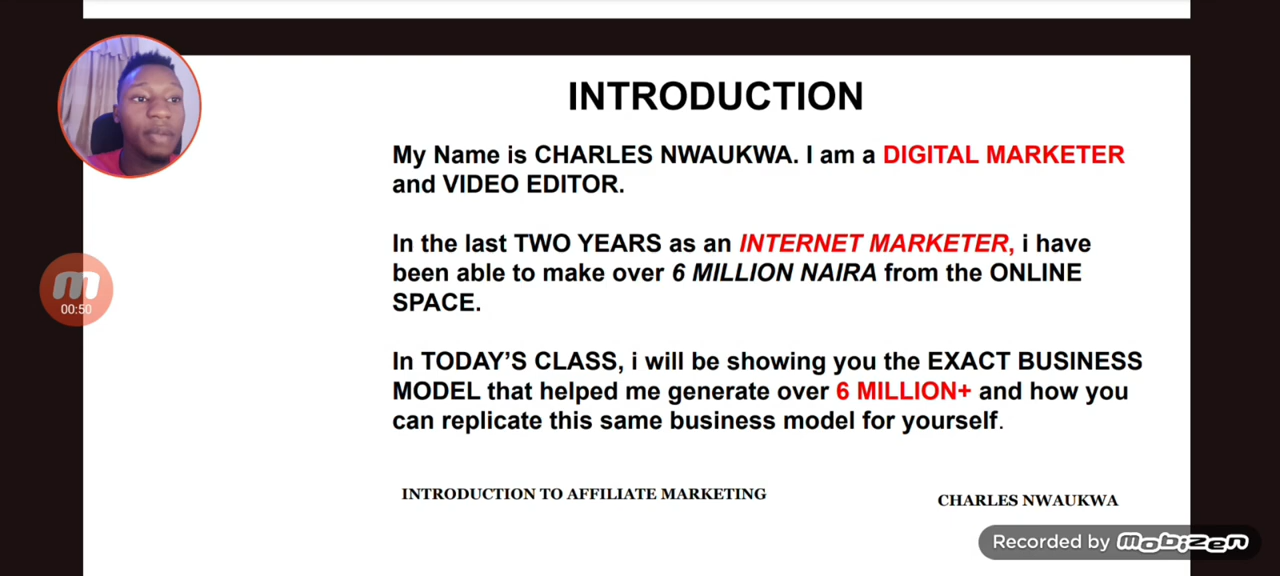 INTRODUCTION
My Name is CHARLES NWAUKWA. I am a DIGITAL MARKETER
and VIDEO EDITOR.
In the last TWO YEARS as an INTERNET MARKETER, i have
been able to make over 6 MILLION NAIRA from the ONLINE
SPACE.
In TODAY’S CLASS, i will be showing you the EXACT BUSINESS
MODEL that helped me generate over 6 MILLION+ and how you
can replicate this same business model for yourself.
INTRODUCTION TO AFFILIATE MARKETING
CHARLES NWAUKWA
m
00:50
Recorded by mobizen